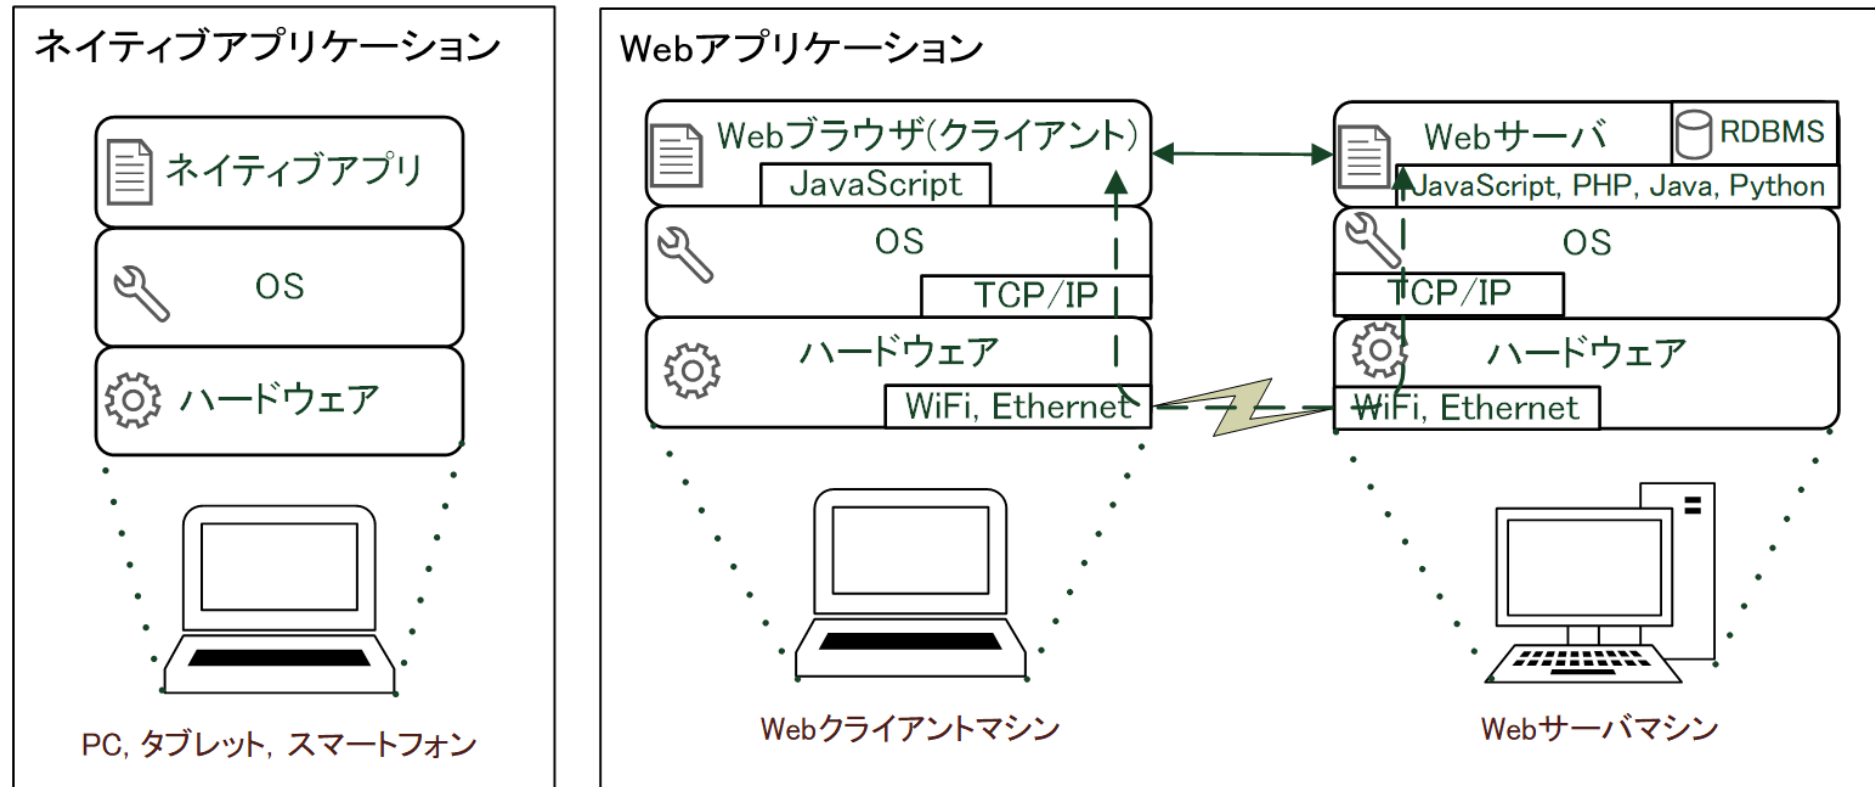 ネイティブアプリケーション
ネイティブアプリ
OS
ハードウェア
PC, タブレット, スマートフォン
Webアプリケーション
Webブラウザ(クライアント)
JavaScript
OS
TCP/IP
ハードウェア
WiFi, Ethernet
Webクライアントマシン
Webサーバ
RDBMS
JavaScript, PHP, Java, Python
OS
TCP/IP
ハードウェア
WiFi, Ethernet
Webサーバマシン